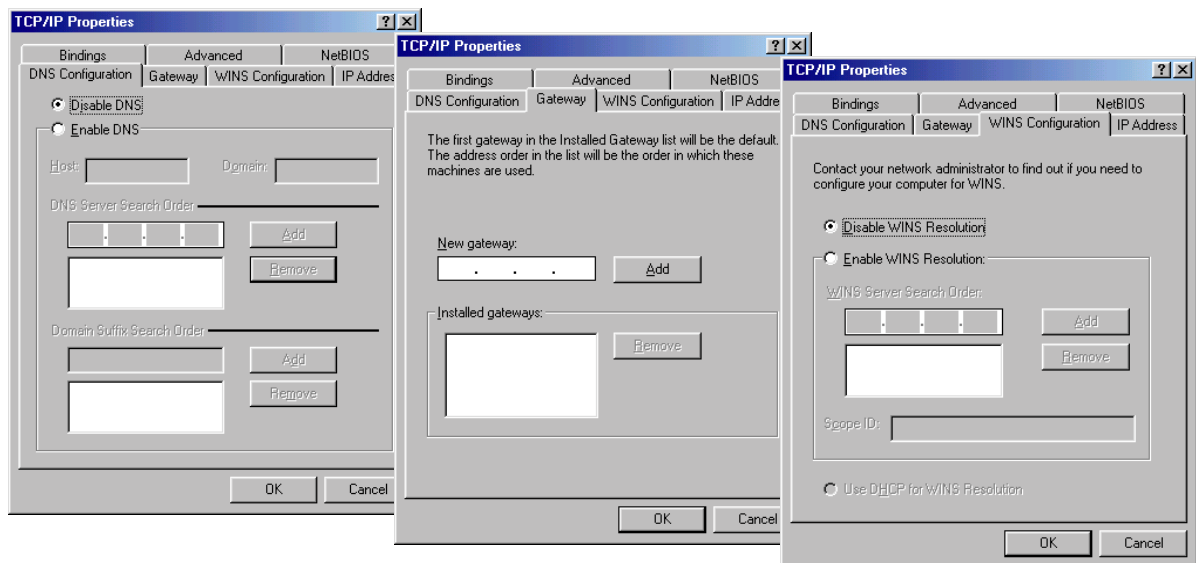 TCP/IP Properties
Bindings Advanced NetBIOS
DNS Configuration Gateway WINS Configuration IP Addres
Disable DNS
Enable DNS
Host: Domain:
DNS Server Search Order
Add
Remove
Domain Suffix Search Order
Add
Remove
OK Cancel
TCP/IP Properties
Bindings Advanced NetBIOS
DNS Configuration Gateway WINS Configuration IP Addre
The first gateway in the Installed Gateway list will be the default.
The address order in the list will be the order in which these
machines are used.
New gateway:
. . . Add
Installed gateways:
Remove
OK Cancel
TCP/IP Properties
Bindings Advanced NetBIOS
DNS Configuration Gateway WINS Configuration IP Address
Contact your network administrator to find out if you need to
configure your computer for WINS.
Disable WINS Resolution
Enable WINS Resolution:
WINS Server Search Order:
Add
Remove
Scope ID:
Use DHCP for WINS Resolution
OK Cancel